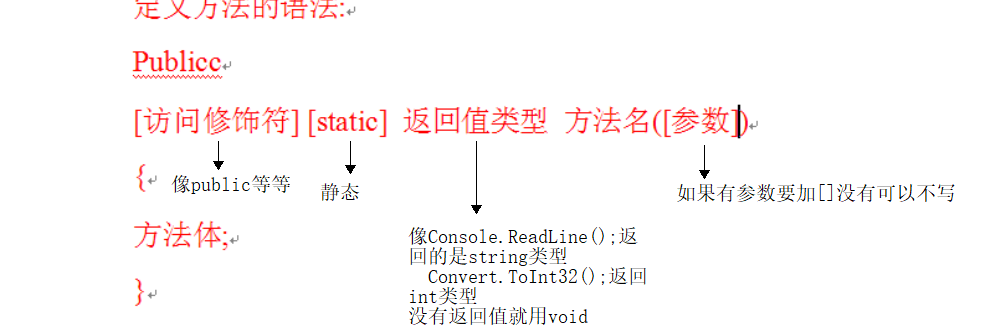 定义方法的语法:
Publicc
[访问修饰符] [static] 返回值类型 方法名([参数])
{
像public等等
静态
如果有参数要加[]没有可以不写
方法体;
像Console.ReadLine();返
回的是string类型
Convert.ToInt32();返回
int类型
没有返回值就用void
}